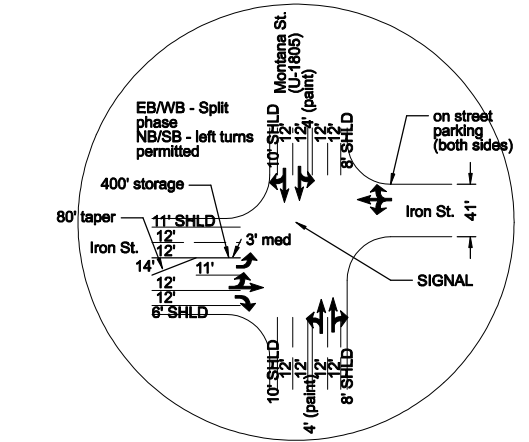 Montana St.
(U-1805)
10' SHLD
12'
12'
4' (paint)
12'
12'
8' SHLD
EB/WB - Split
phase
NB/SB - left turns
permitted
on street
parking
(both sides)
400' storage
80' taper
11' SHLD
12'
12'
3' med
Iron St.
14'
11'
12'
12'
6' SHLD
Iron St.
41'
SIGNAL
10' SHLD
12'
12'
4' (paint)
12'
12'
8' SHLD